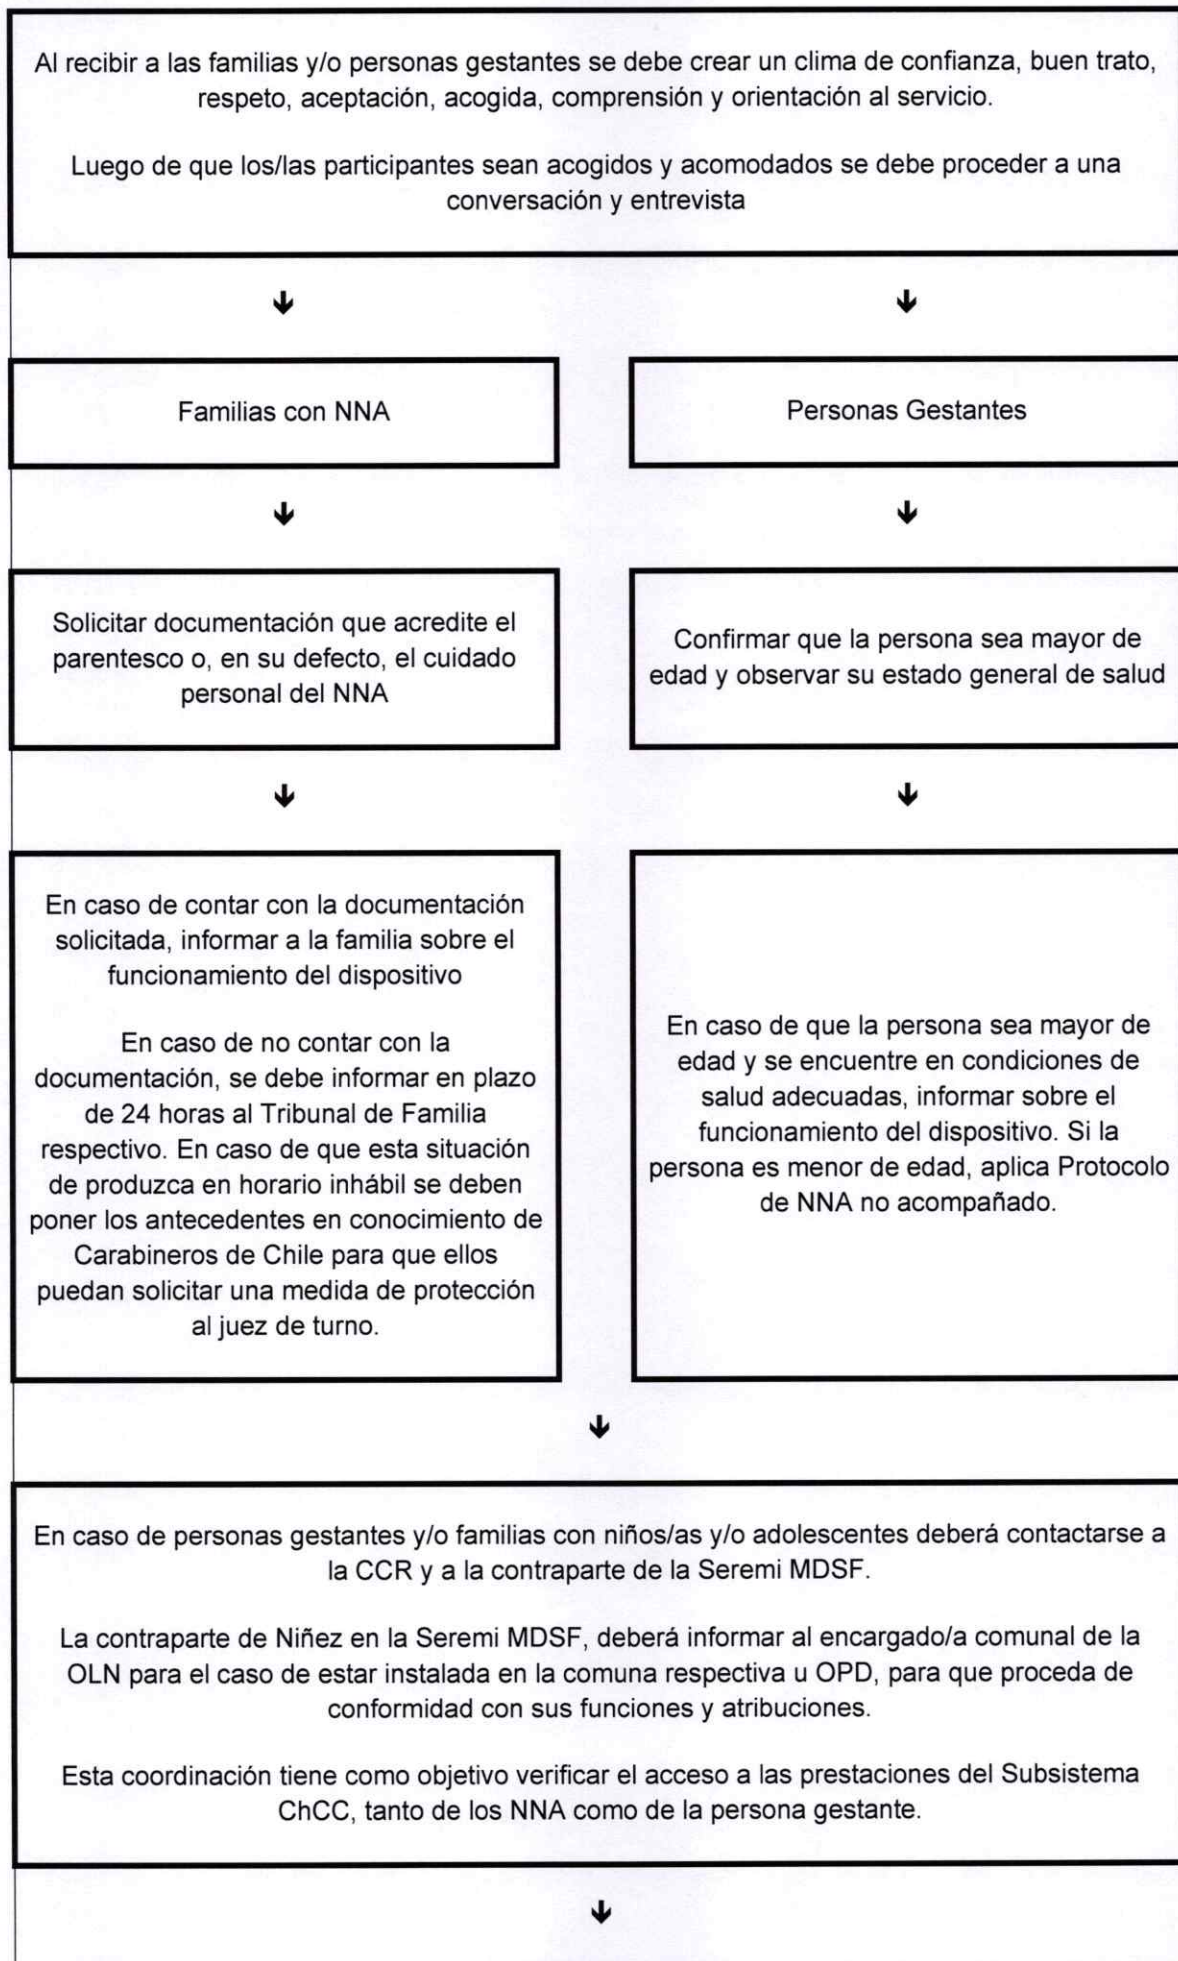 Al recibir a las familias y/o personas gestantes se debe crear un clima de confianza, buen trato,
respeto, aceptación, acogida, comprensión y orientación al servicio.
Luego de que los/las participantes sean acogidos y acomodados se debe proceder a una
conversación y entrevista
Familias con NNA
Personas Gestantes
Solicitar documentación que acredite el
parentesco o, en su defecto, el cuidado
personal del NNA
Confirmar que la persona sea mayor de
edad y observar su estado general de salud
En caso de contar con la documentación
solicitada, informar a la familia sobre el
funcionamiento del dispositivo
En caso de no contar con la
documentación, se debe informar en plazo
de 24 horas al Tribunal de Familia
respectivo. En caso de que esta situación
de produzca en horario inhábil se deben
poner los antecedentes en conocimiento de
Carabineros de Chile para que ellos
puedan solicitar una medida de protección
al juez de turno.
En caso de que la persona sea mayor de
edad y se encuentre en condiciones de
salud adecuadas, informar sobre el
funcionamiento del dispositivo. Si la
persona es menor de edad, aplica Protocolo
de NNA no acompañado.
En caso de personas gestantes y/o familias con niños/as y/o adolescentes deberá contactarse a
la CCR y a la contraparte de la Seremi MDSF.
La contraparte de Niñez en la Seremi MDSF, deberá informar al encargado/a comunal de la
OLN para el caso de estar instalada en la comuna respectiva u OPD, para que proceda de
conformidad con sus funciones y atribuciones.
Esta coordinación tiene como objetivo verificar el acceso a las prestaciones del Subsistema
ChCC, tanto de los NNA como de la persona gestante.